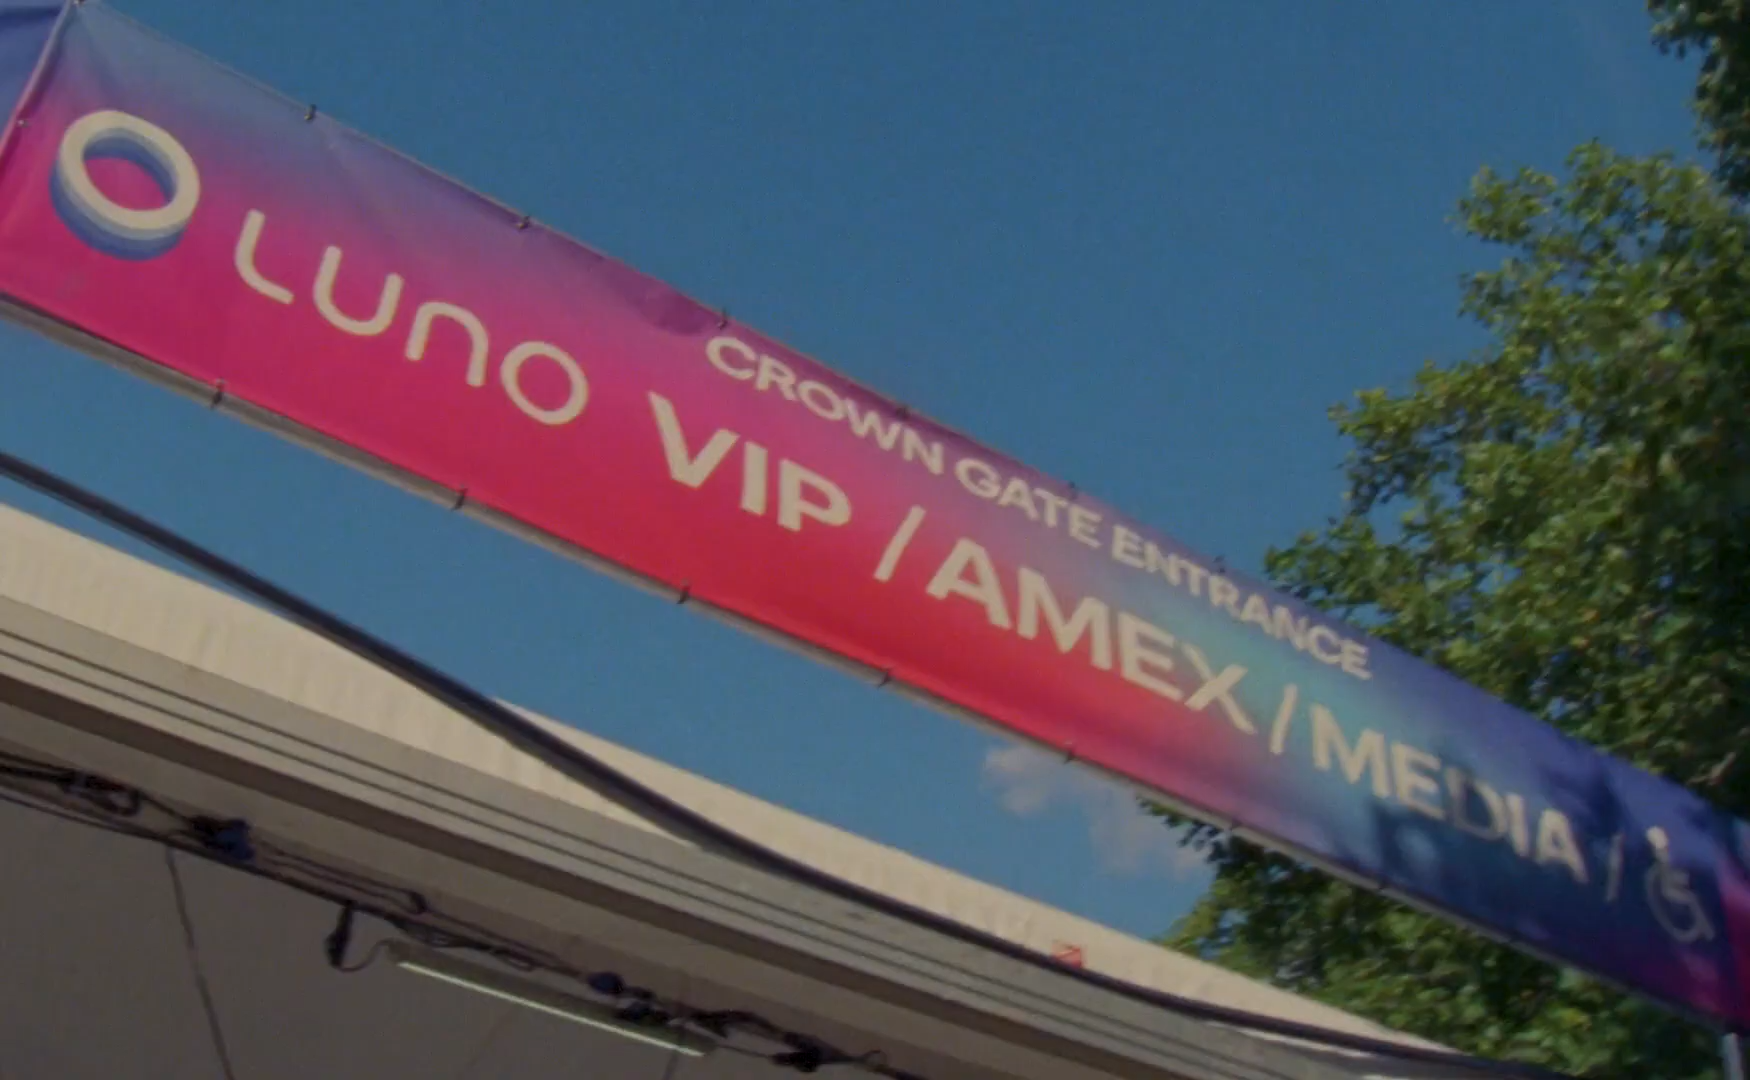 LUNO
CROWN GATE ENTRANCE
VIP / AMEX / MEDIA /